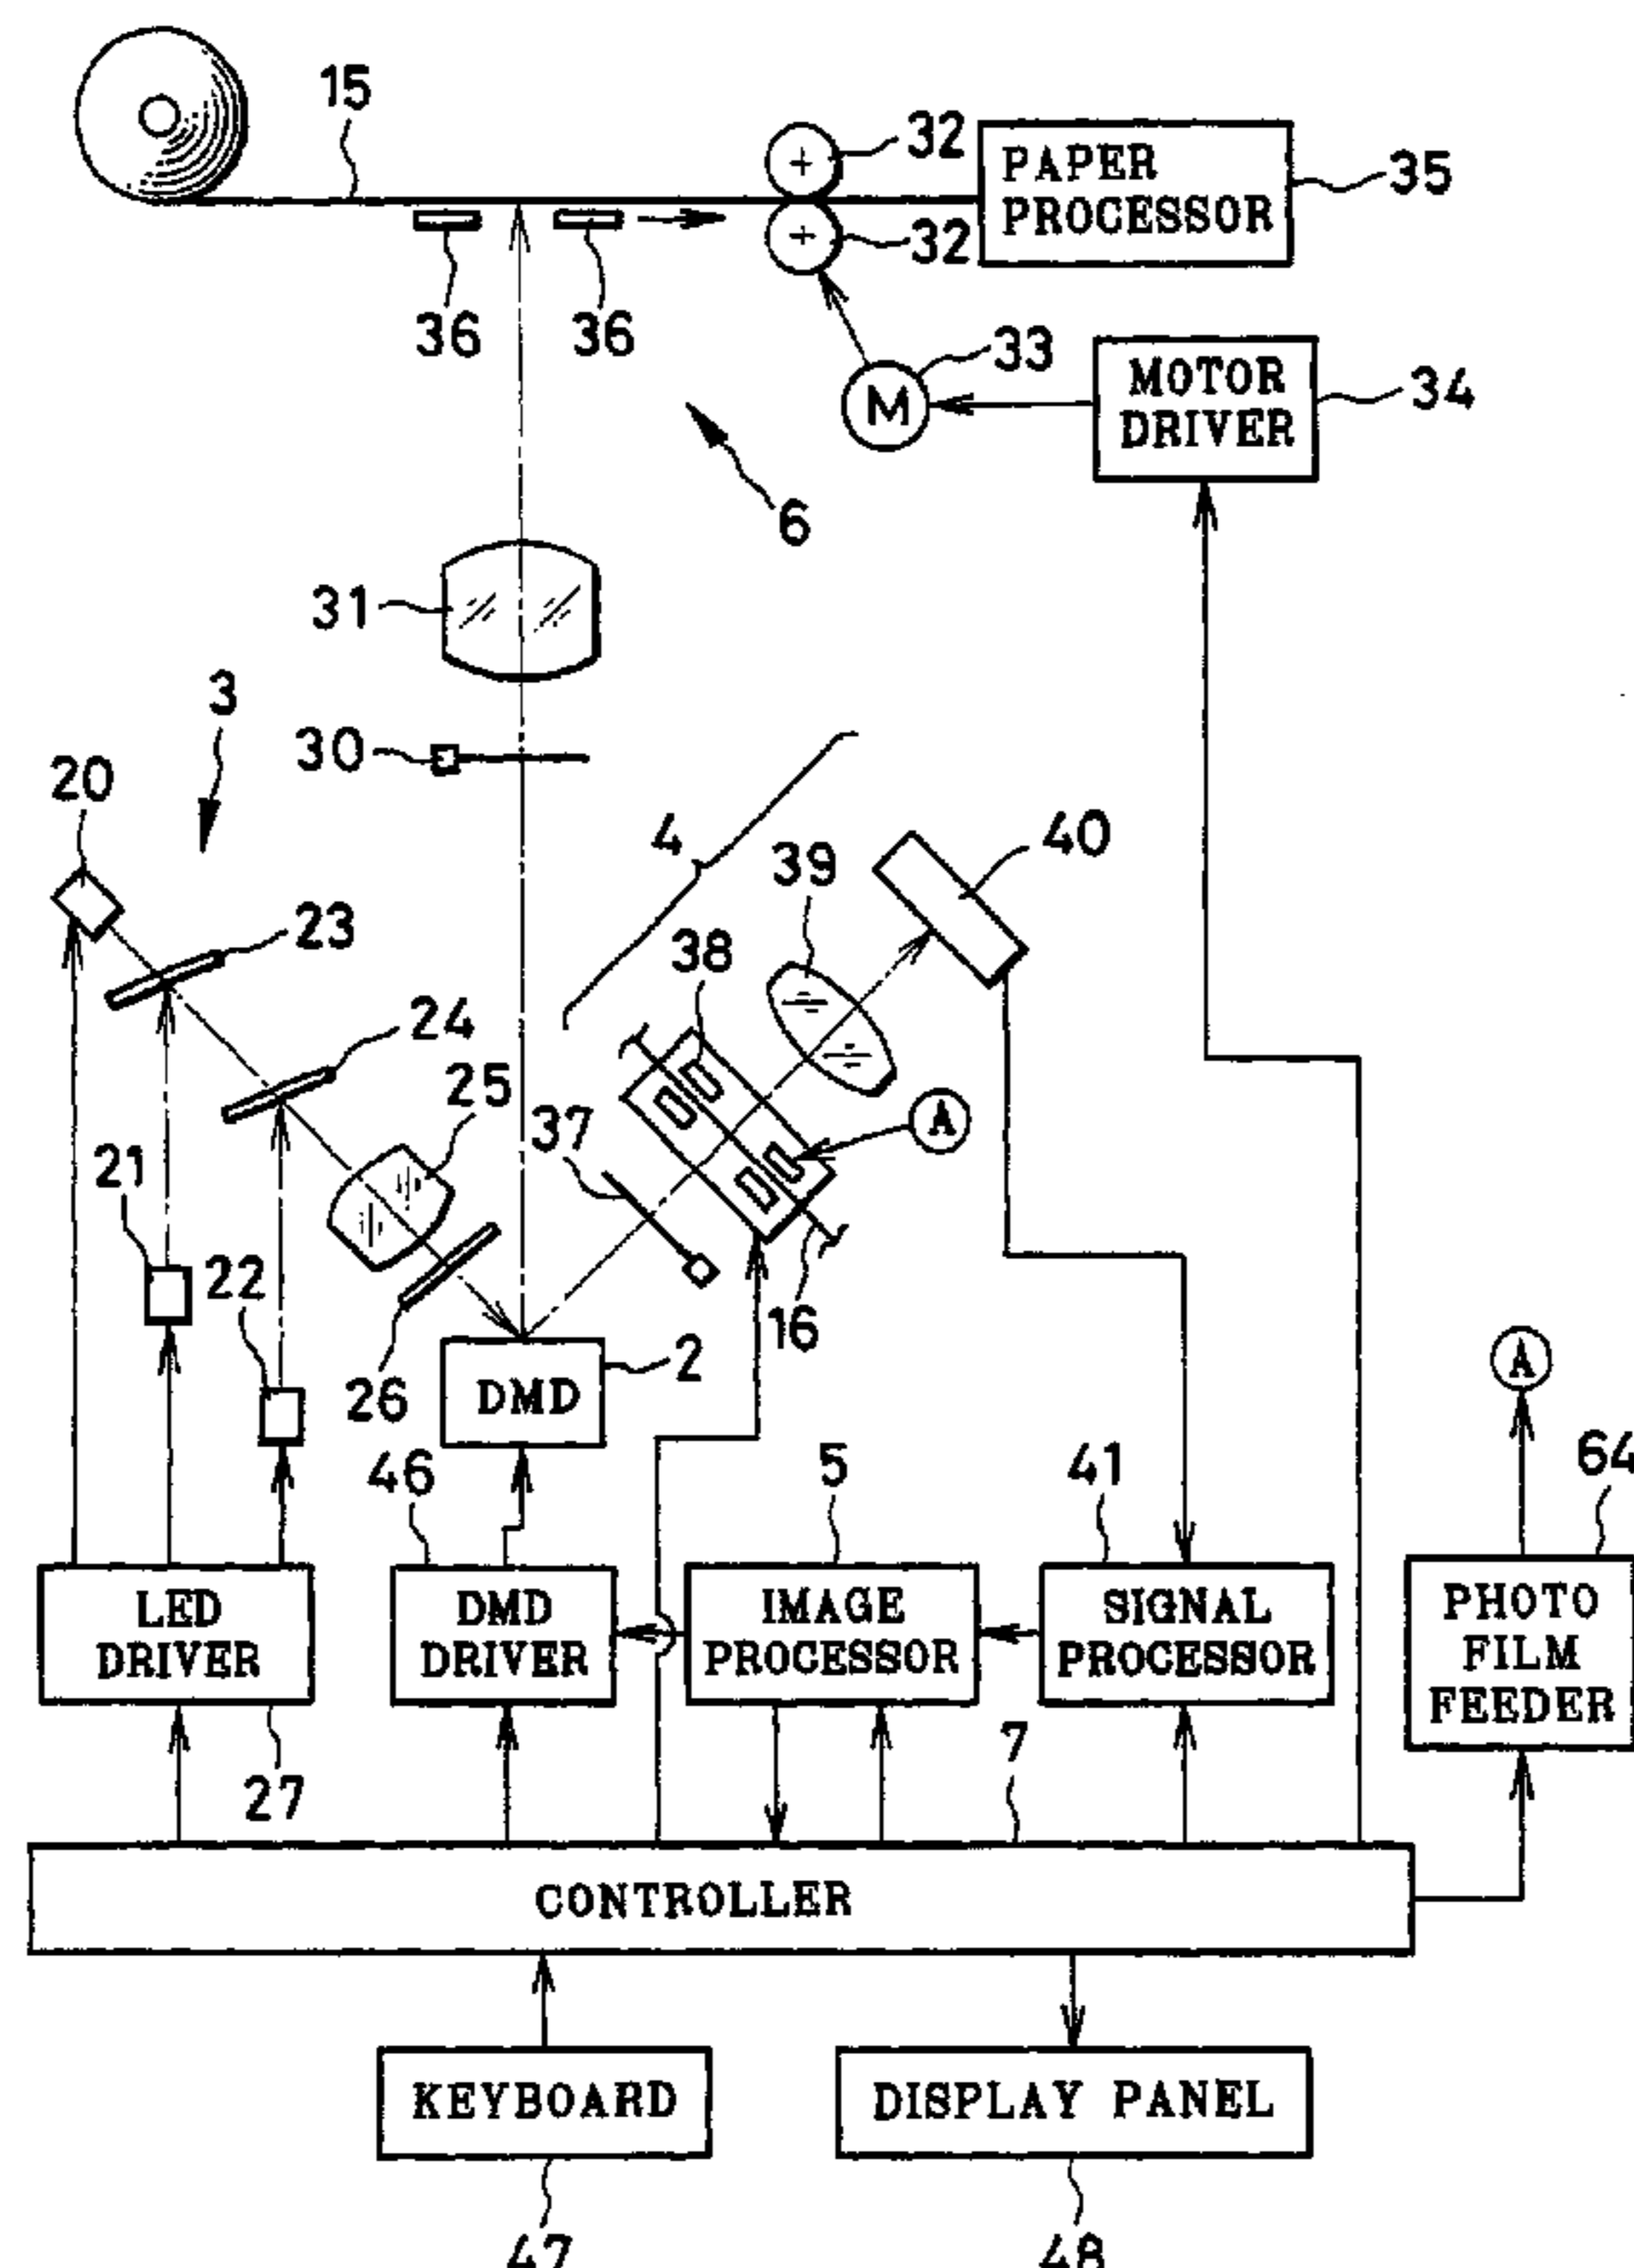 15
32
PAPER
PROCESSOR
35
32
36
36
33
M
MOTOR
DRIVER
34
6
31
3
30
20
4
40
39
23
38
24
25
37
A
21
22
16
26
DMD
2
A
46
5
41
64
LED
DRIVER
DMD
DRIVER
IMAGE
PROCESSOR
SIGNAL
PROCESSOR
PHOTO
FILM
FEEDER
27
7
CONTROLLER
KEYBOARD
DISPLAY PANEL
47
48